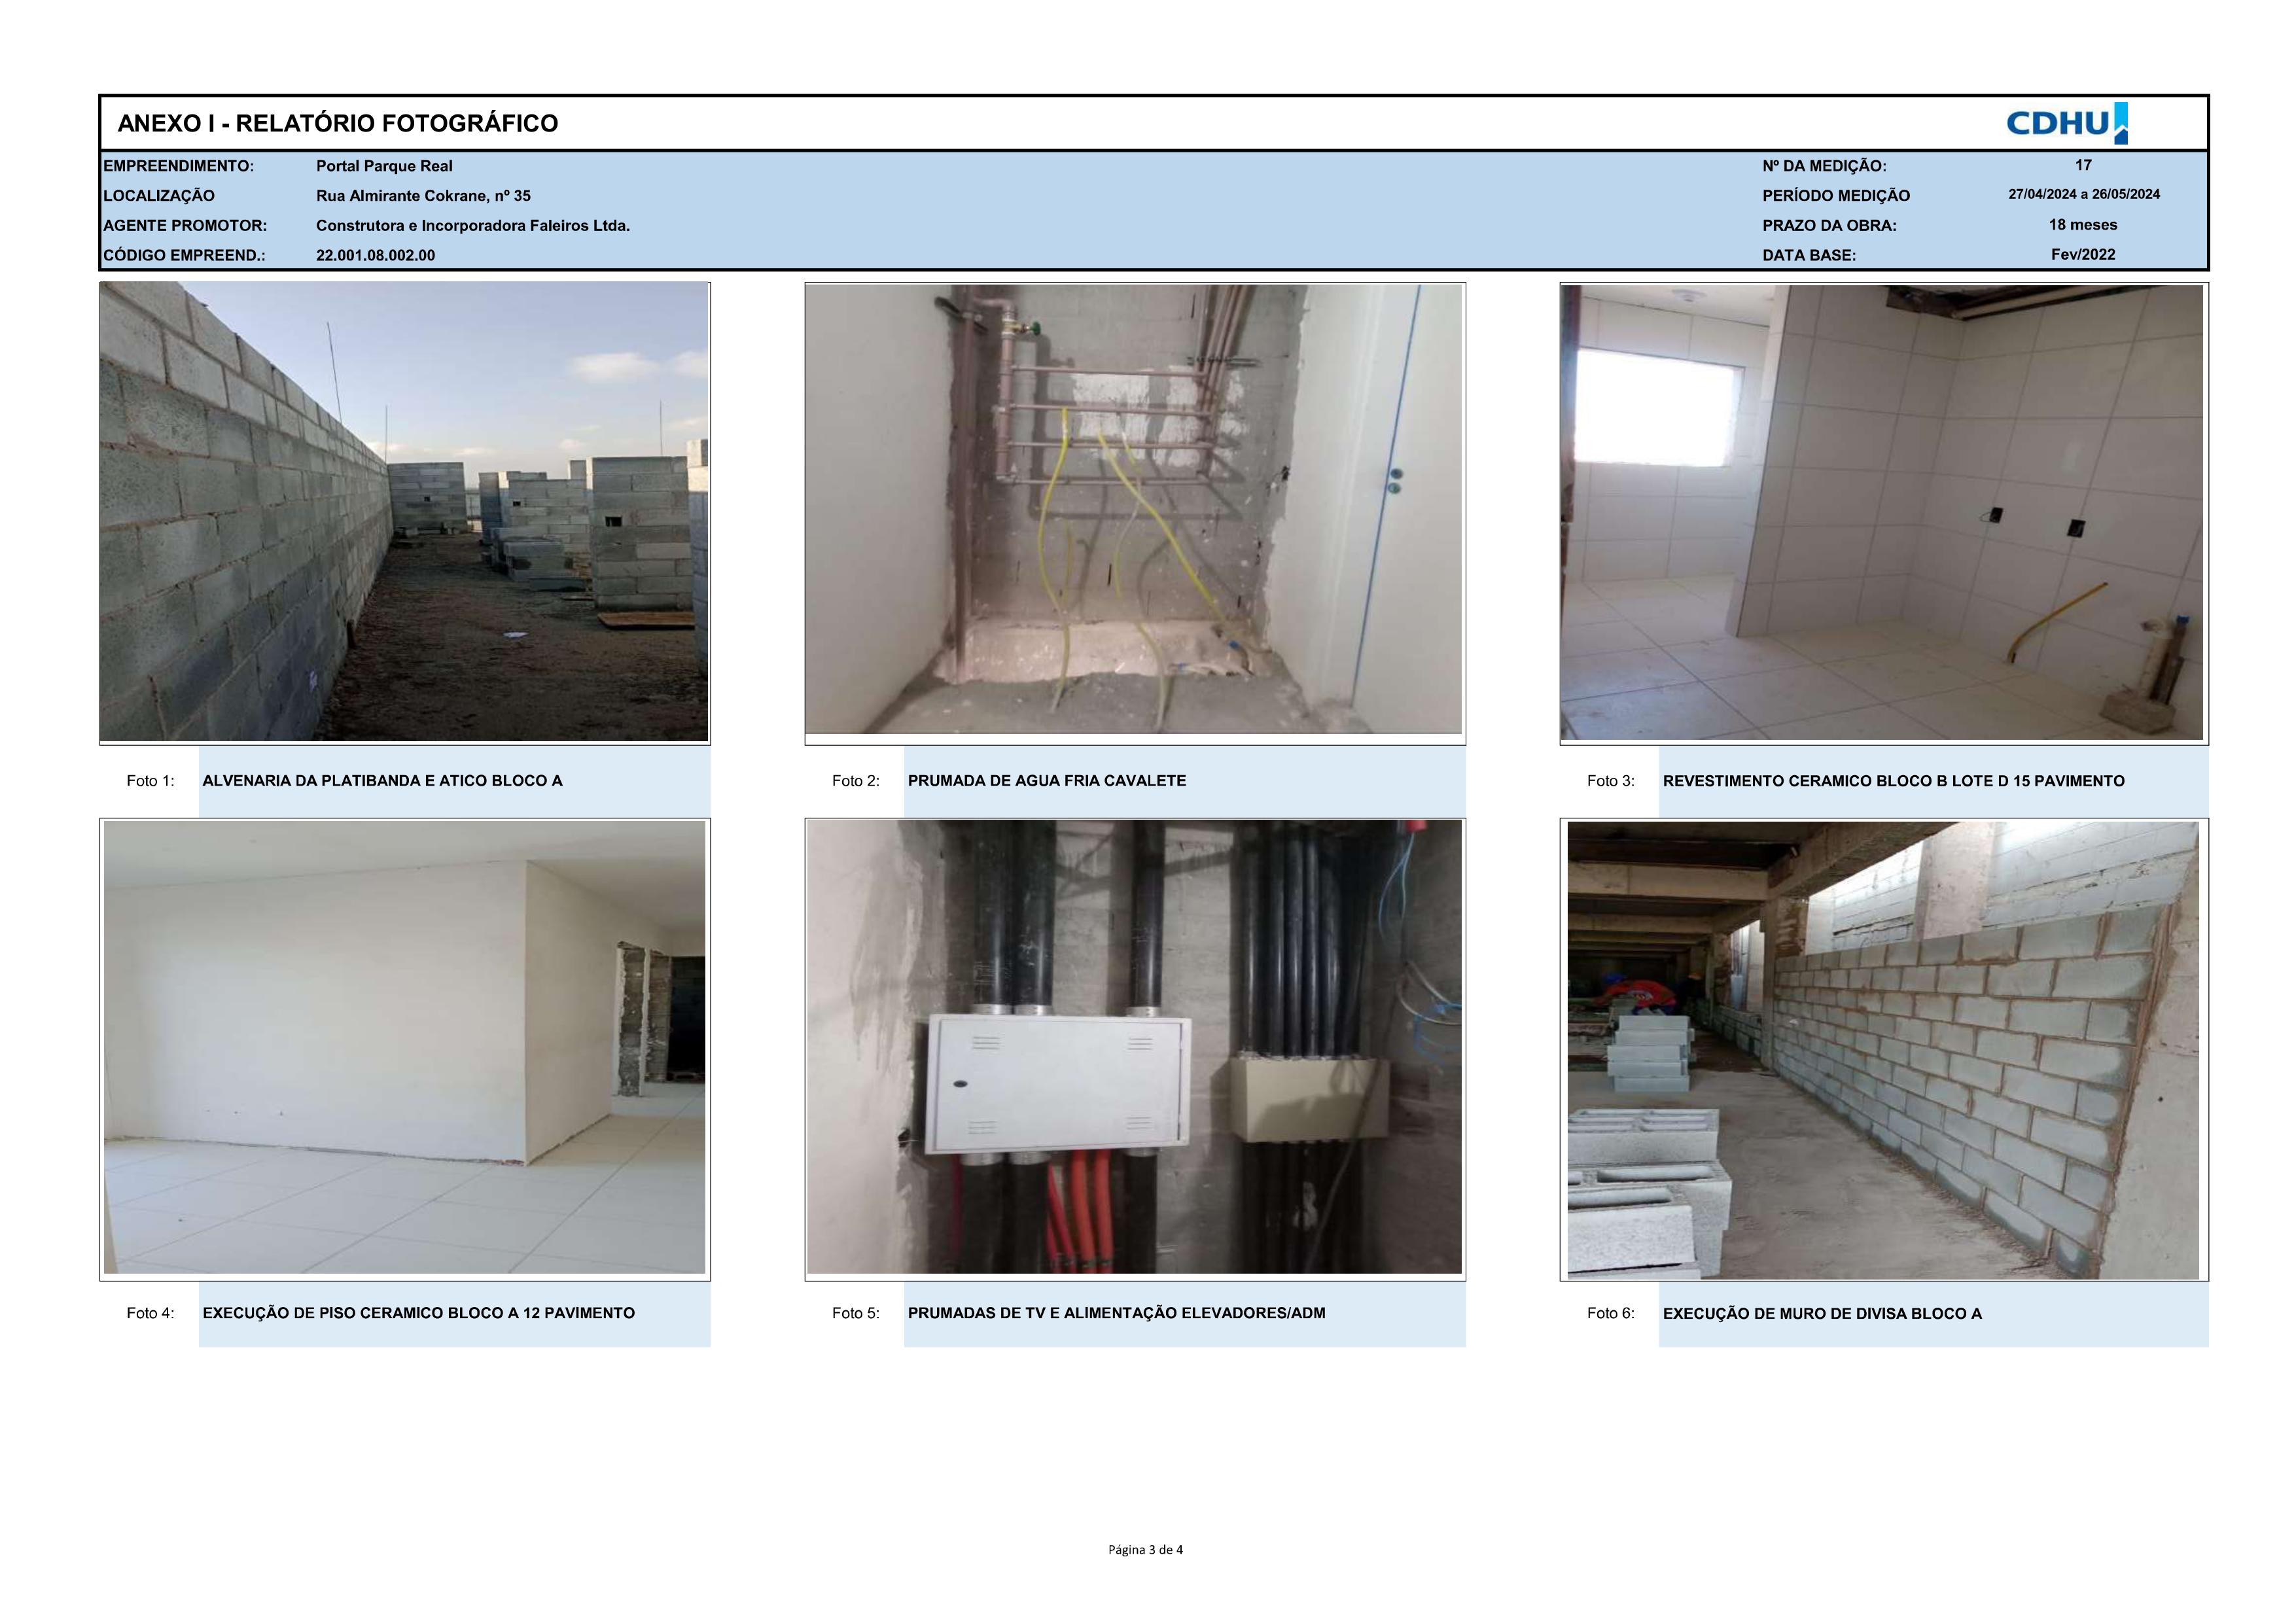 ANEXO I - RELATÓRIO FOTOGRÁFICO
CDHU
EMPREENDIMENTO: Portal Parque Real Nº DA MEDIÇÃO: 17
LOCALIZAÇÃO Rua Almirante Cokrane, nº 35 PERÍODO MEDIÇÃO 27/04/2024 a 26/05/2024
AGENTE PROMOTOR: Construtora e Incorporadora Faleiros Ltda. PRAZO DA OBRA: 18 meses
CÓDIGO EMPREEND.: 22.001.08.002.00 DATA BASE: Fev/2022
Foto 1: ALVENARIA DA PLATIBANDA E ATICO BLOCO A
Foto 2: PRUMADA DE AGUA FRIA CAVALETE
Foto 3: REVESTIMENTO CERAMICO BLOCO B LOTE D 15 PAVIMENTO
Foto 4: EXECUÇÃO DE PISO CERAMICO BLOCO A 12 PAVIMENTO
Foto 5: PRUMADAS DE TV E ALIMENTAÇÃO ELEVADORES/ADM
Foto 6: EXECUÇÃO DE MURO DE DIVISA BLOCO A
Página 3 de 4